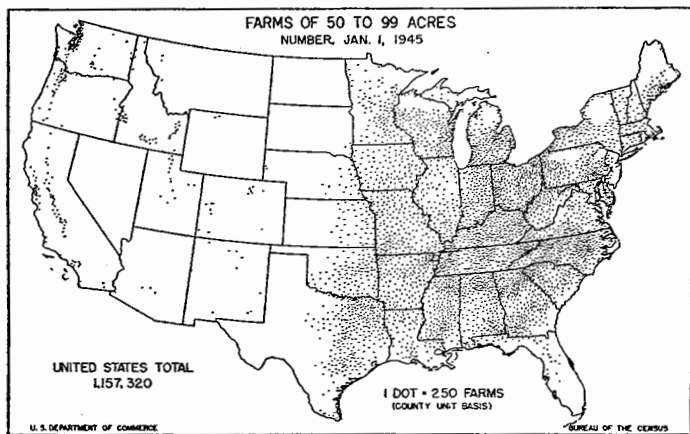 FARMS OF 50 TO 99 ACRES
NUMBER, JAN. 1, 1945
UNITED STATES TOTAL
1,157,320
1 DOT = 250 FARMS
(COUNTY UNIT BASIS)
U. S. DEPARTMENT OF COMMERCE
BUREAU OF THE CENSUS